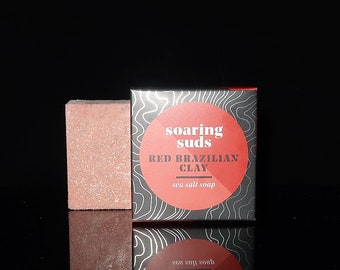 soaring
suds
RED BRAZILIAN
CLAY
sea salt soap